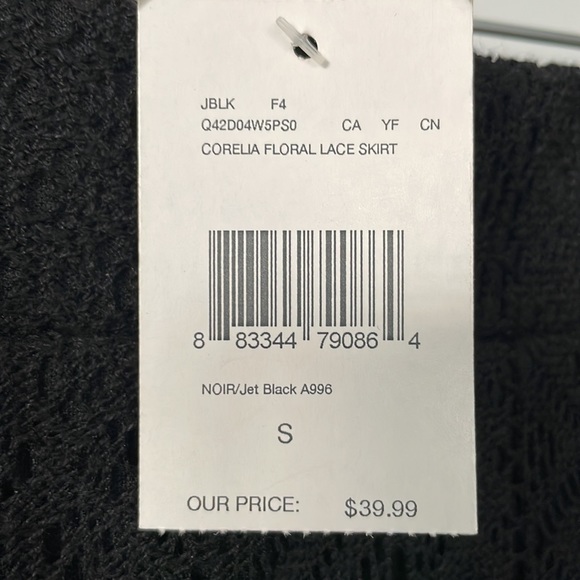 JBLK F4
Q42D04W5PS0 CA YF CN
CORELIA FLORAL LACE SKIRT
8 83344 79086 4
NOIR/Jet Black A996
S
OUR PRICE: $39.99